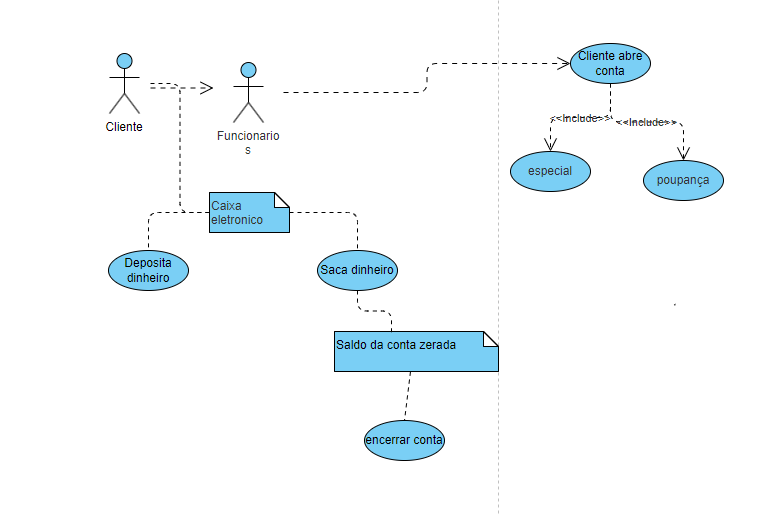 Cliente abre
conta
Cliente
Funcionario
s
<<Include>>
<<Include>>
especial
poupança
Caixa
eletronico
Deposita
dinheiro
Saca dinheiro
Saldo da conta zerada
encerrar conta